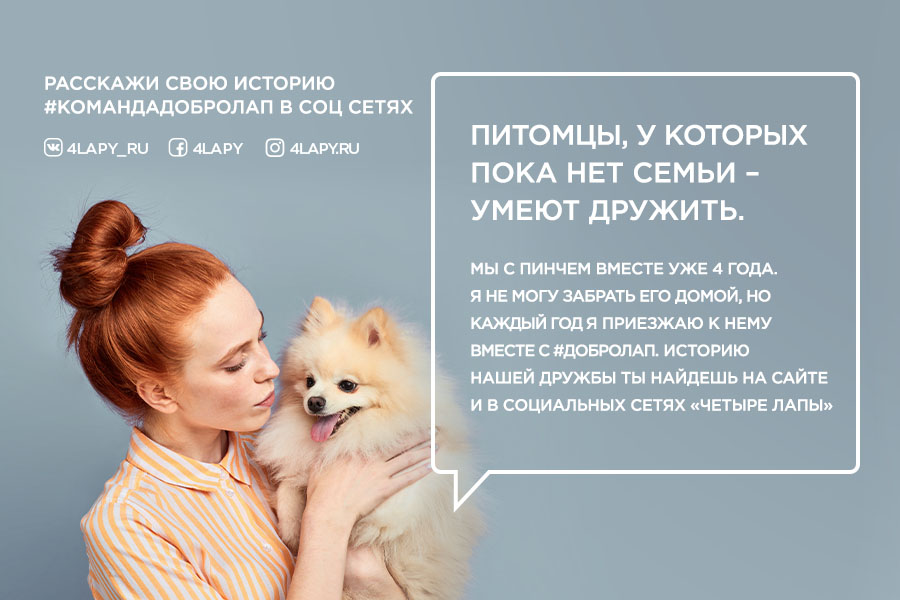 РАССКАЖИ СВОЮ ИСТОРИЮ
#КОМАНДАДОБРОЛАП В СОЦ СЕТЯХ
4LAPY_RU 4LAPY 4LAPY.RU
ПИТОМЦЫ, У КОТОРЫХ
ПОКА НЕТ СЕМЬИ –
УМЕЮТ ДРУЖИТЬ.
МЫ С ПИНЧЕМ ВМЕСТЕ УЖЕ 4 ГОДА.
Я НЕ МОГУ ЗАБРАТЬ ЕГО ДОМОЙ, НО
КАЖДЫЙ ГОД Я ПРИЕЗЖАЮ К НЕМУ
ВМЕСТЕ С #ДОБРОЛАП. ИСТОРИЮ
НАШЕЙ ДРУЖБЫ ТЫ НАЙДЕШЬ НА САЙТЕ
И В СОЦИАЛЬНЫХ СЕТЯХ «ЧЕТЫРЕ ЛАПЫ»